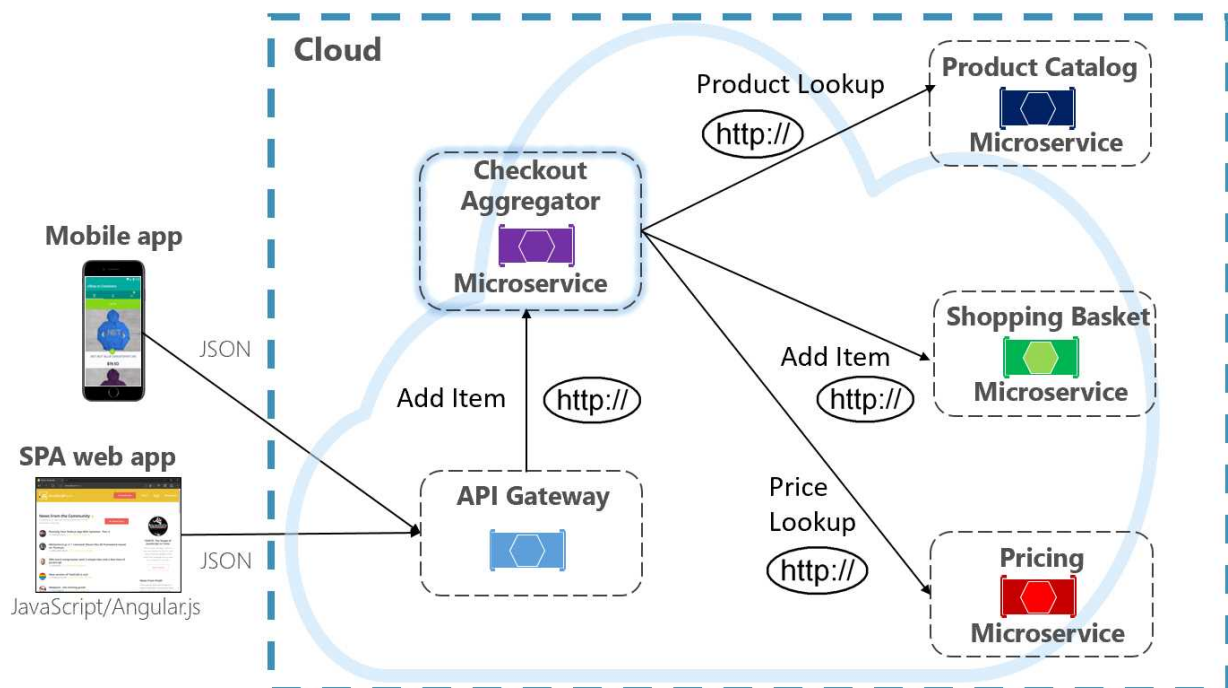 Cloud
Product Catalog
Microservice
Product Lookup
http://
Checkout
Aggregator
Microservice
Mobile app
JSON
Shopping Basket
Microservice
Add Item
http://
Add Item
http://
SPA web app
JSON
JavaScript/Angular.js
API Gateway
Price
Lookup
http://
Pricing
Microservice